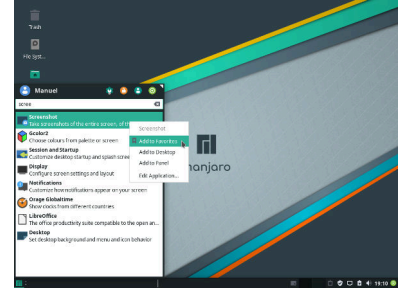 Trash
File Syst...
Manuel
scree
Screenshot
Take screenshots of the entire screen, of th
Gcolor2
Choose colours from palette or screen
Session and Startup
Customize desktop startup and splash scree
Display
Configure screen settings and layout
Notifications
Customize how notifications appear on your screen
Orage Globaltime
Show clocks from different countries
LibreOffice
The office productivity suite compatible to the open an...
Desktop
Set desktop background and menu and icon behavior
Screenshot
Add to Favorites
Add to Desktop
Add to Panel
Edit Application...
manjaro
19:10